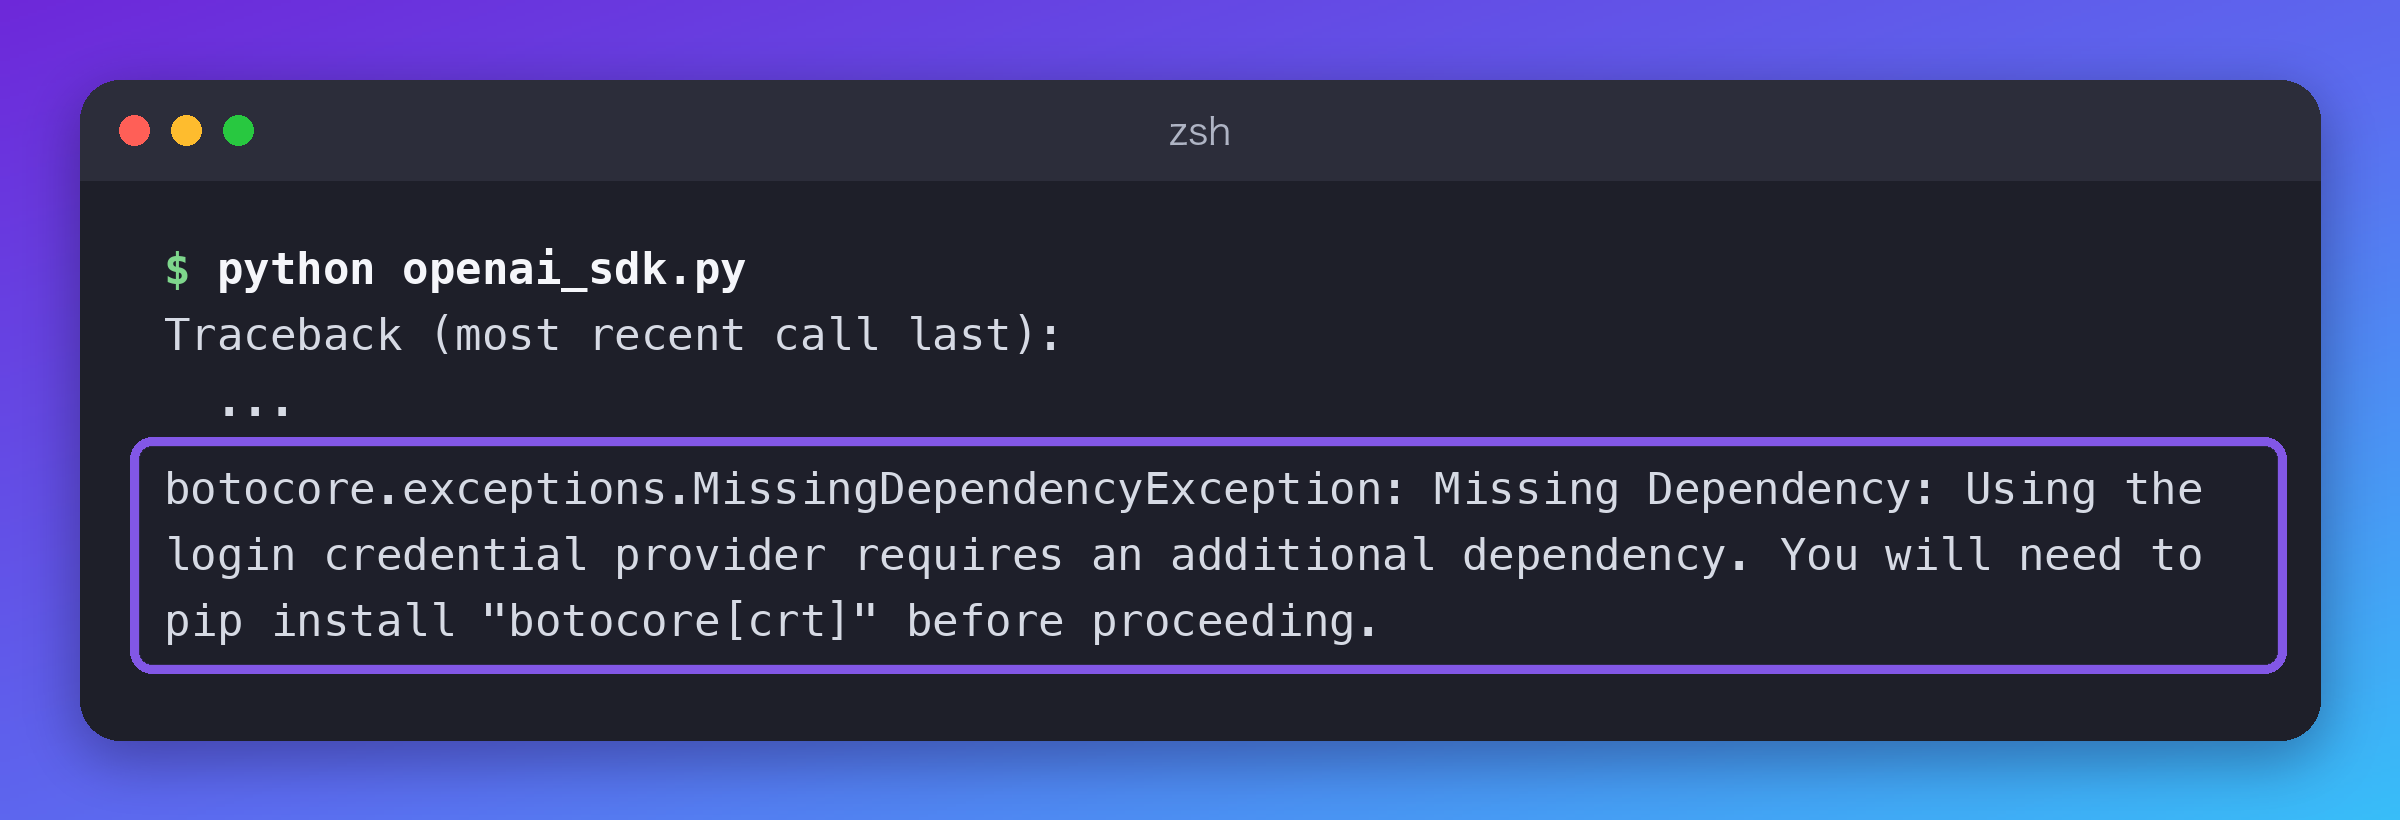 zsh
$ python openai_sdk.py
Traceback (most recent call last):
...
botocore.exceptions.MissingDependencyException: Missing Dependency: Using the
login credential provider requires an additional dependency. You will need to
pip install "botocore[crt]" before proceeding.